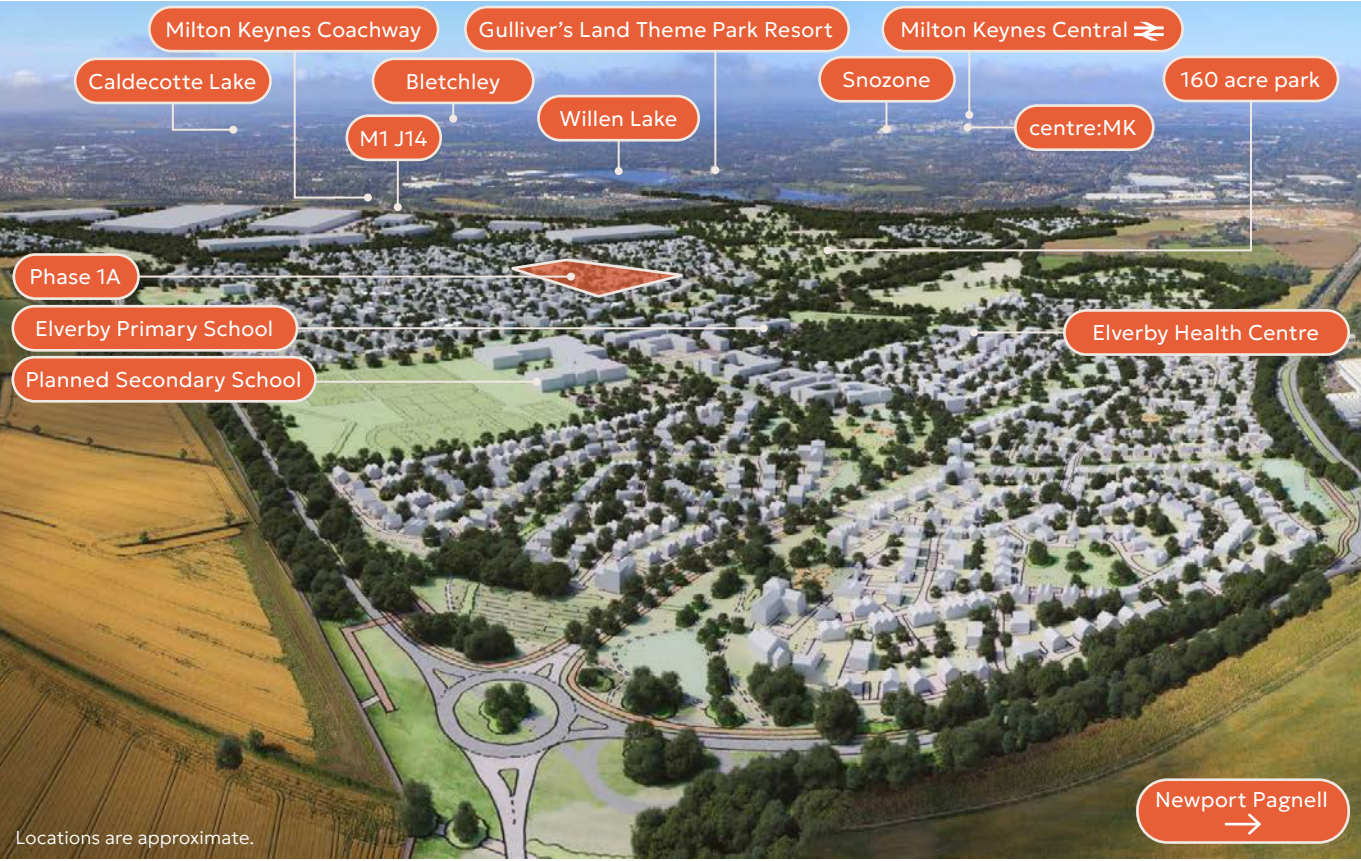 Milton Keynes Coachway
Gulliver's Land Theme Park Resort
Milton Keynes Central
Caldecotte Lake
Bletchley
Snozone
160 acre park
Willen Lake
centre:MK
M1 J14
Phase 1A
Elverby Primary School
Elverby Health Centre
Planned Secondary School
Newport Pagnell
→
Locations are approximate.